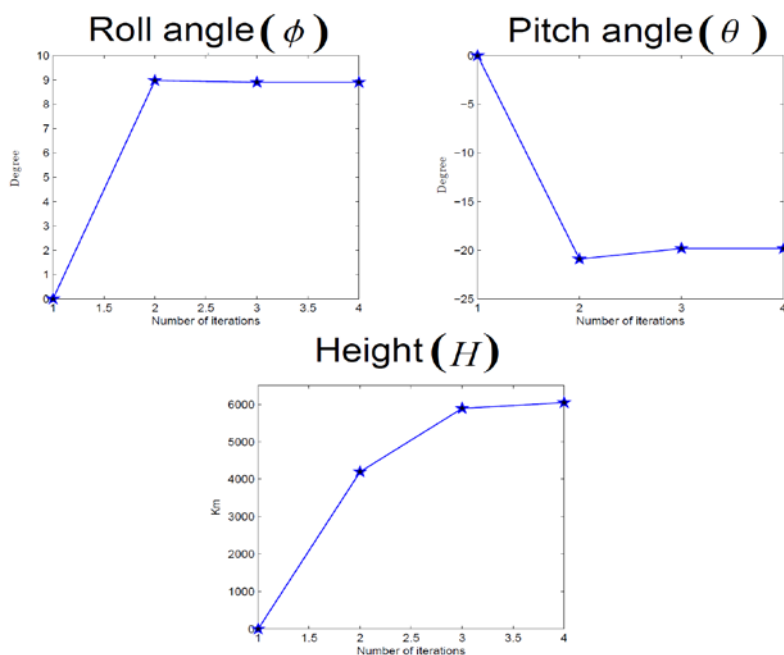 Roll angle(ϕ)
10
9
8
7
6
5
4
3
2
1
0
Degree
1 1.5 2 2.5 3 3.5 4
Number of iterations
Pitch angle(θ)
0
−5
−10
−15
−20
−25
Degree
1 2 3 4
Number of iterations
Height(H)
6000
5000
4000
3000
2000
1000
0
Km
1 1.5 2 2.5 3 3.5 4
Number of iterations